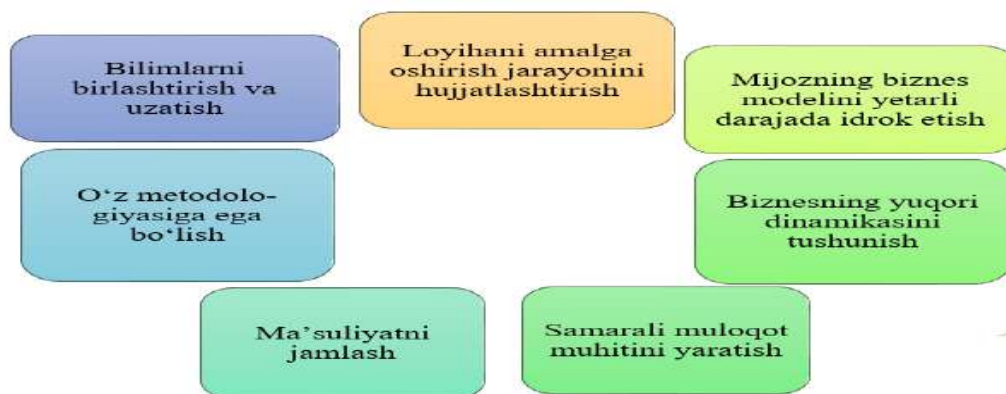 Loyihani amalga
oshirish jarayonini
hujjatlashtirish
Mijozning biznes
modelini yetarli
darajada idrok etish
Biznesning yuqori
dinamikasini
tushunish
Samarali muloqot
muhitini yaratish
Ma’suliyatni
jamlash
O‘z metodolo-
giyasiga ega
bo‘lish
Bilimlarni
birlashtirish va
uzatish